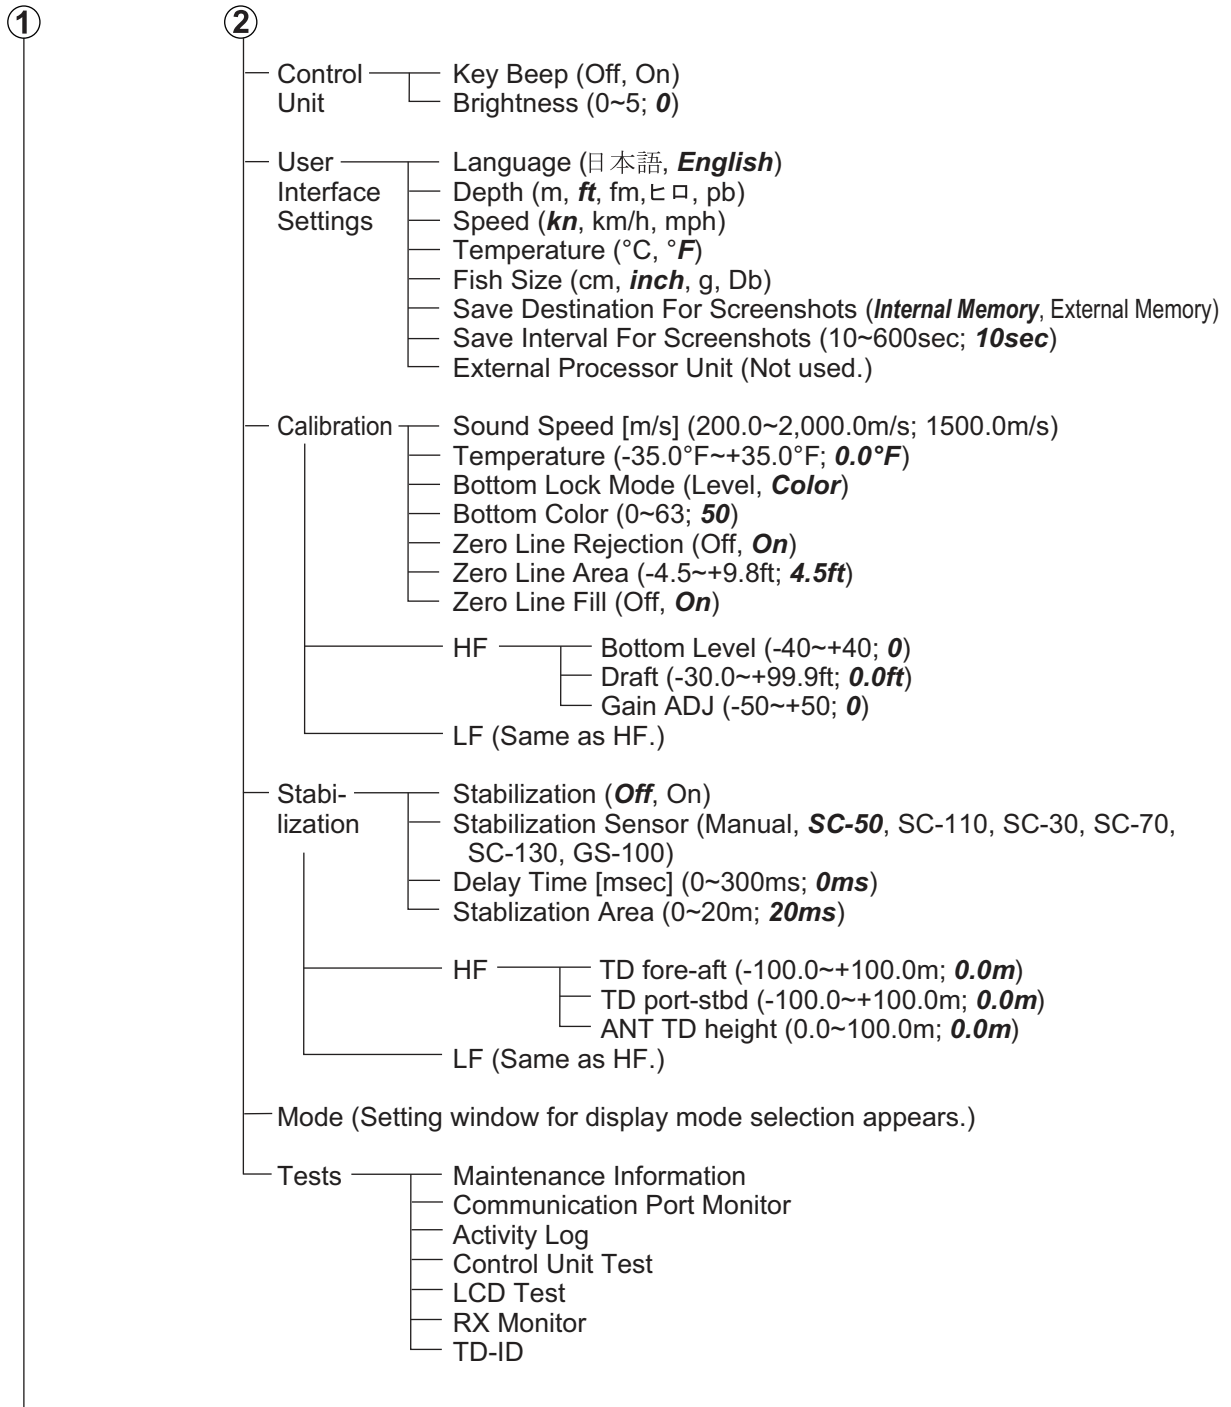 1 2
Control
Unit
Key Beep (Off, On)
Brightness (0~5; 0)
User
Interface
Settings
Language (日本語, English)
Depth (m, ft, fm,ヒロ, pb)
Speed (kn, km/h, mph)
Temperature (°C, °F)
Fish Size (cm, inch, g, Db)
Save Destination For Screenshots (Internal Memory, External Memory)
Save Interval For Screenshots (10~600sec; 10sec)
External Processor Unit (Not used.)
Calibration
Sound Speed [m/s] (200.0~2,000.0m/s; 1500.0m/s)
Temperature (-35.0°F~+35.0°F; 0.0°F)
Bottom Lock Mode (Level, Color)
Bottom Color (0~63; 50)
Zero Line Rejection (Off, On)
Zero Line Area (-4.5~+9.8ft; 4.5ft)
Zero Line Fill (Off, On)
HF
Bottom Level (-40~+40; 0)
Draft (-30.0~+99.9ft; 0.0ft)
Gain ADJ (-50~+50; 0)
LF (Same as HF.)
Stabi-
lization
Stabilization (Off, On)
Stabilization Sensor (Manual, SC-50, SC-110, SC-30, SC-70,
SC-130, GS-100)
Delay Time [msec] (0~300ms; 0ms)
Stablization Area (0~20m; 20ms)
HF
TD fore-aft (-100.0~+100.0m; 0.0m)
TD port-stbd (-100.0~+100.0m; 0.0m)
ANT TD height (0.0~100.0m; 0.0m)
LF (Same as HF.)
Mode (Setting window for display mode selection appears.)
Tests
Maintenance Information
Communication Port Monitor
Activity Log
Control Unit Test
LCD Test
RX Monitor
TD-ID